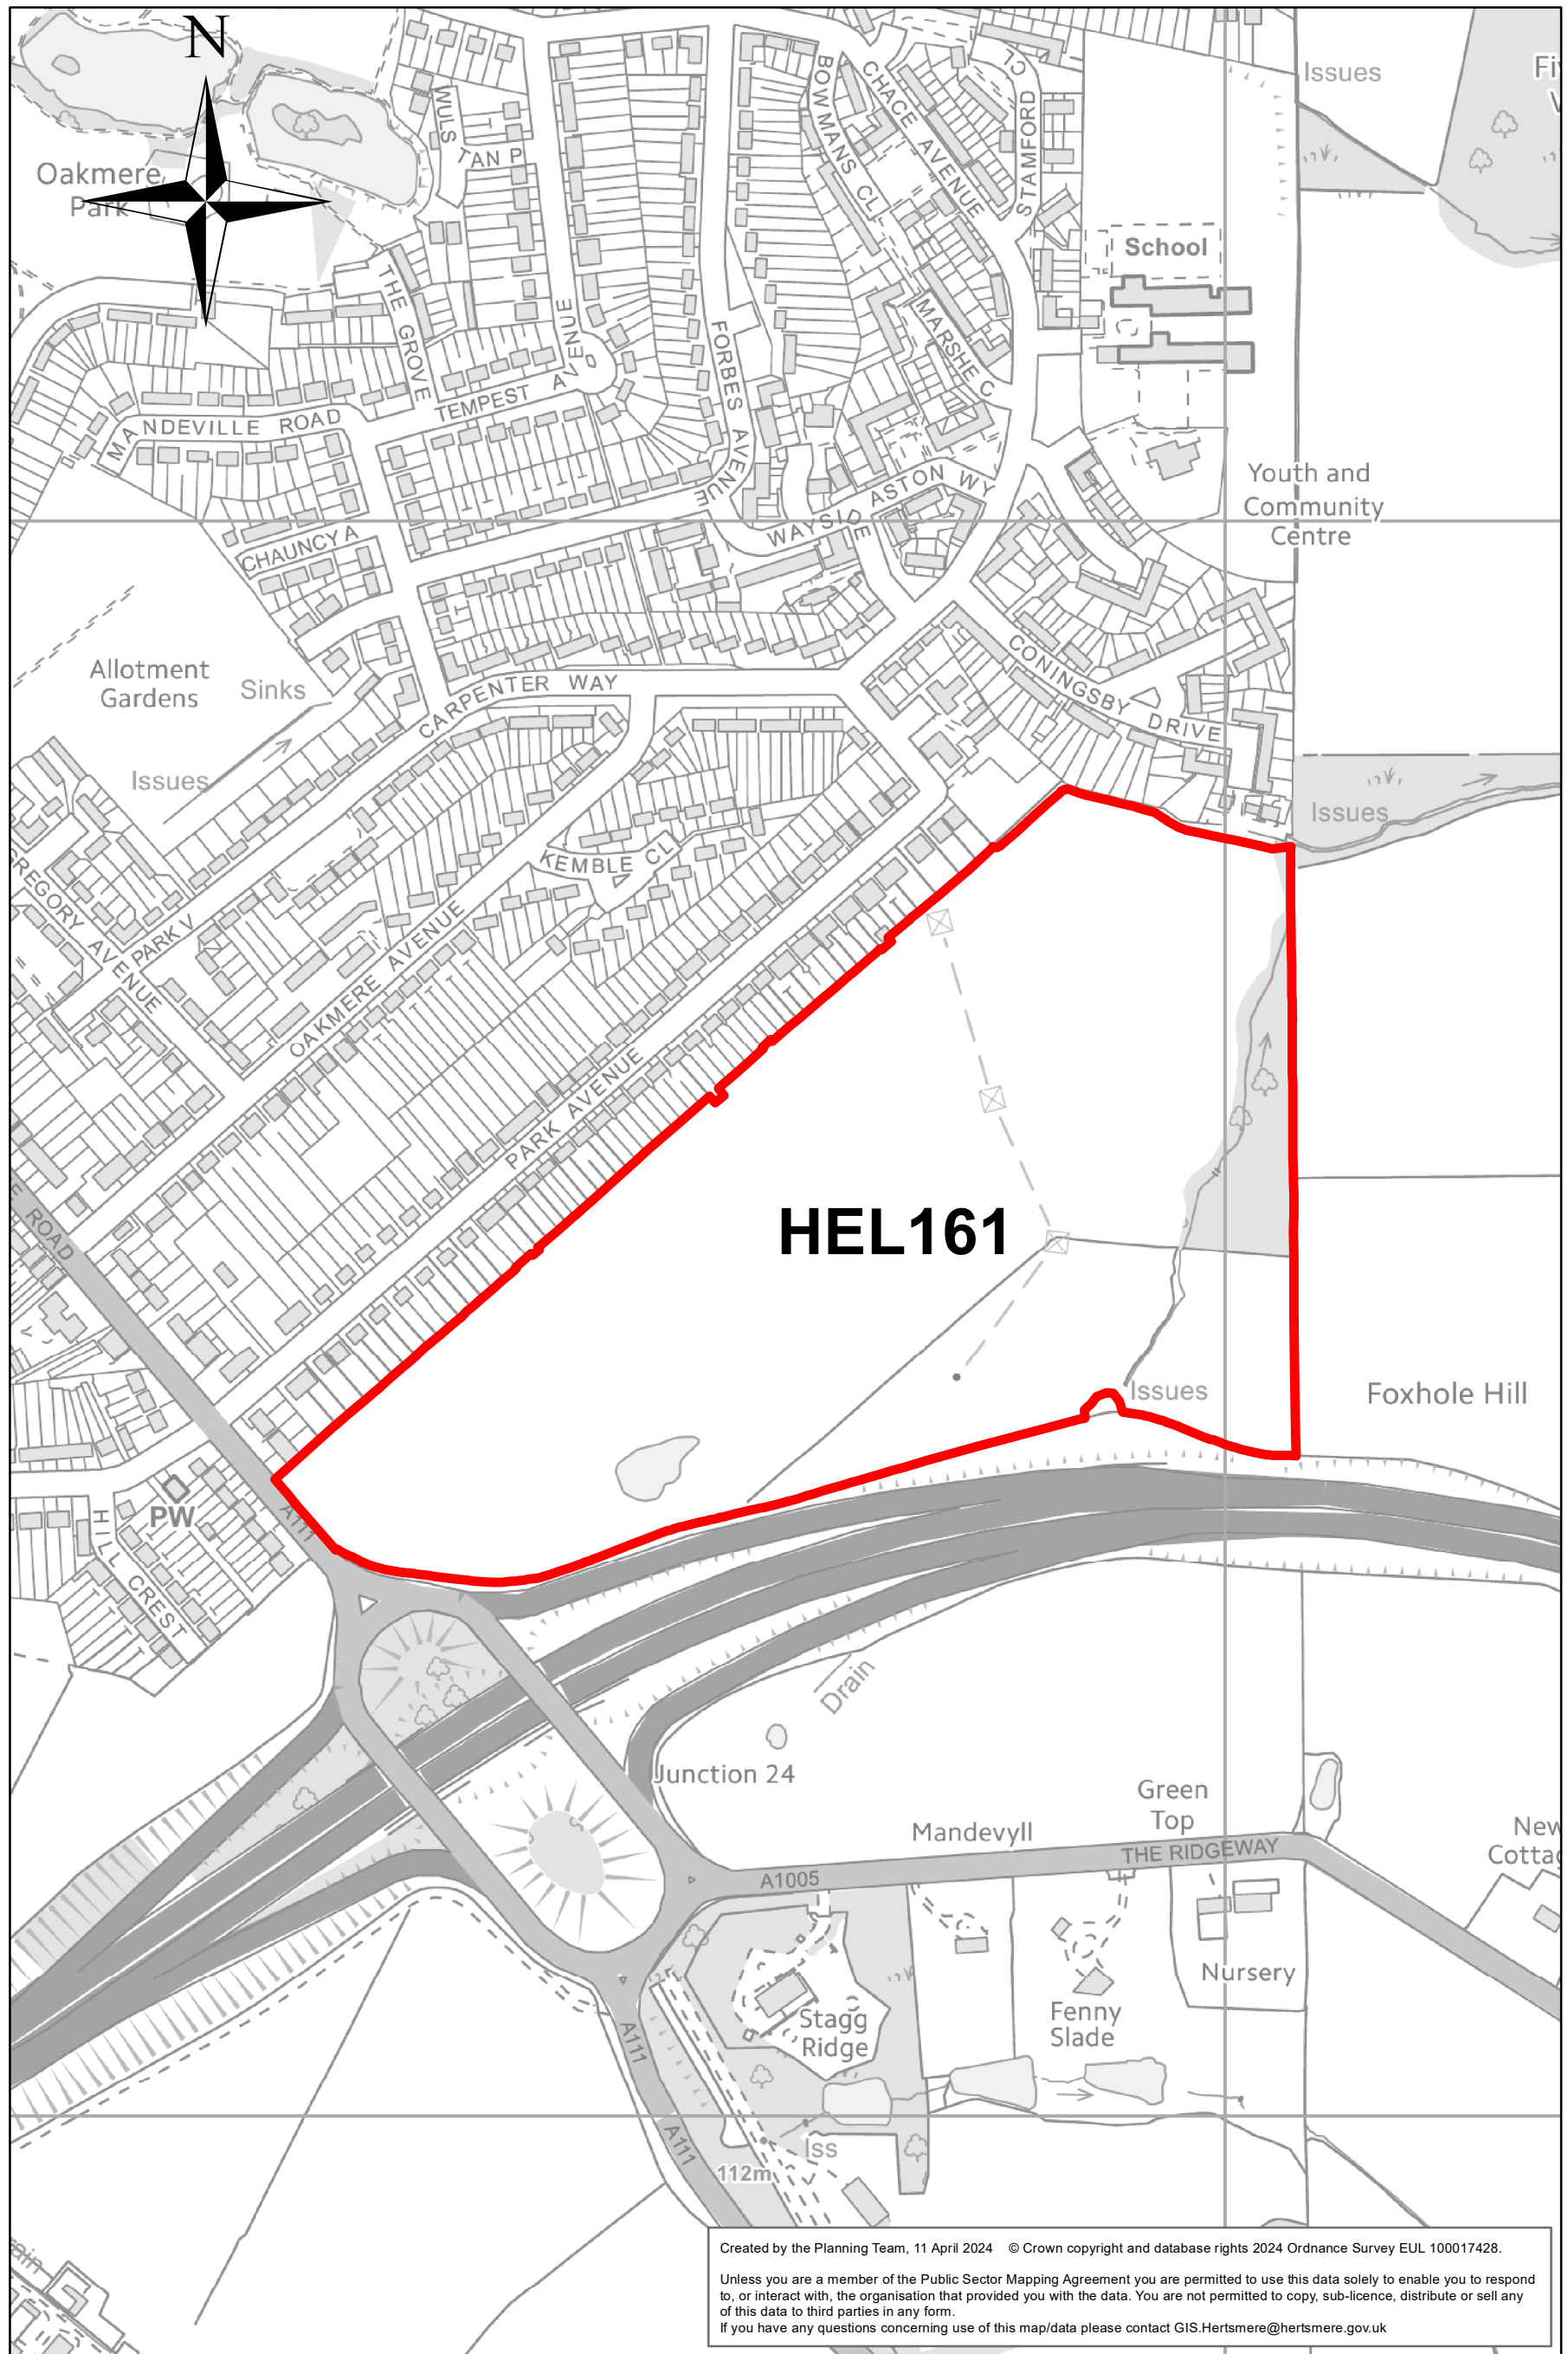 N
Issues
Oakmere
Park
WULS
TAN P
BOWMANS CL
CHACE AVENUE
STAMFORD
CL
School
THE GROVE
AVENUE
FORBES AVENUE
MARSHE C
MANDEVILLE ROAD
TEMPEST
Youth and
Community
Centre
CHAUNCY A
WAYSIDE
ASTON WY
Allotment
Gardens
Sinks
CARPENTER WAY
CONINGSBY DRIVE
Issues
Issues
KEMBLE CL
PARK V
AVENUE
OAKMERE AVENUE
PARK AVENUE
ROAD
HEL161
Issues
Foxhole Hill
PW
A111
HILL CREST
Drain
Junction 24
Green
Top
Mandevyll
THE RIDGEWAY
New
A1005
Nursery
Stagg
Ridge
Fenny
Slade
A111
A111
Iss
112m
Created by the Planning Team, 11 April 2024 © Crown copyright and database rights 2024 Ordnance Survey EUL 100017428.
Unless you are a member of the Public Sector Mapping Agreement you are permitted to use this data solely to enable you to respond
to, or interact with, the organisation that provided you with the data. You are not permitted to copy, sub-licence, distribute or sell any
of this data to third parties in any form.
If you have any questions concerning use of this map/data please contact GIS.Hertsmere@hertsmere.gov.uk